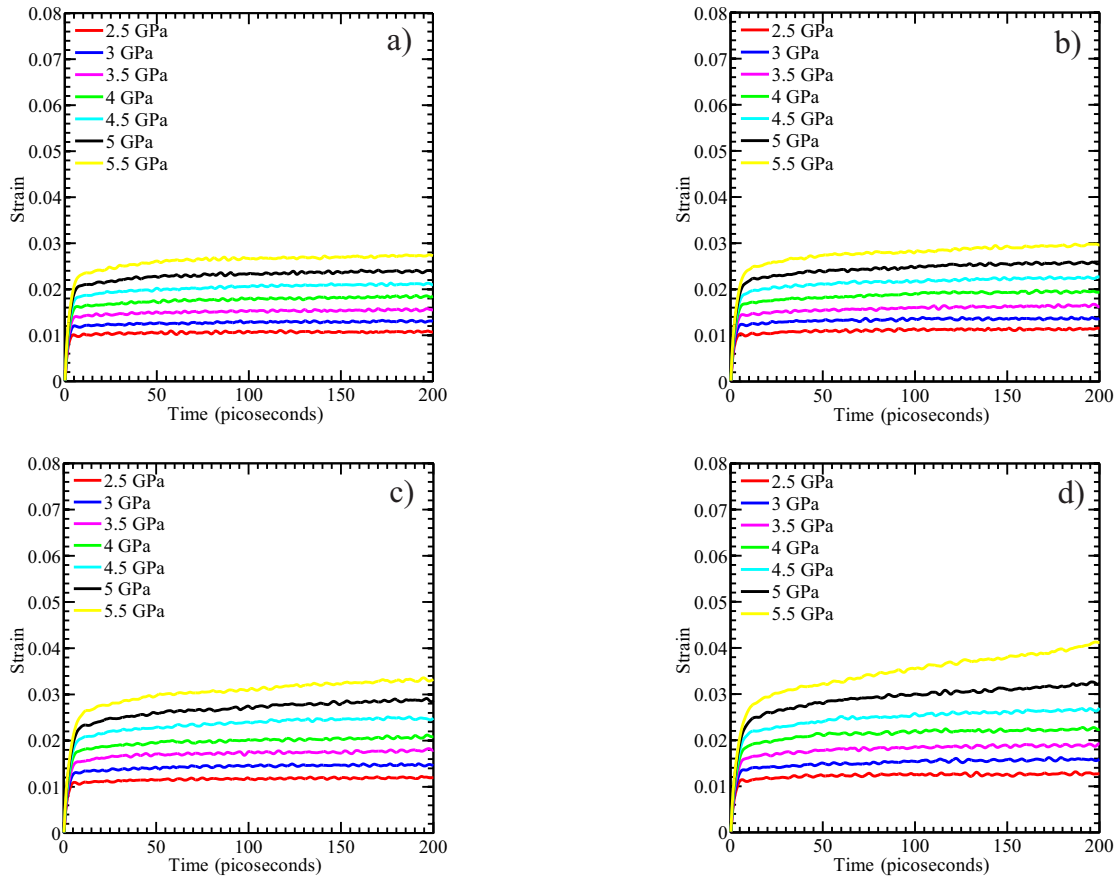 a)
0.08
0.07
0.06
0.05
0.04
0.03
0.02
0.01
0
2.5 GPa
3 GPa
3.5 GPa
4 GPa
4.5 GPa
5 GPa
5.5 GPa
Strain
0 50 100 150 200
Time (picoseconds)
b)
0.08
0.07
0.06
0.05
0.04
0.03
0.02
0.01
0
2.5 GPa
3 GPa
3.5 GPa
4 GPa
4.5 GPa
5 GPa
5.5 GPa
Strain
0 50 100 150 200
Time (picoseconds)
c)
0.08
0.07
0.06
0.05
0.04
0.03
0.02
0.01
0
2.5 GPa
3 GPa
3.5 GPa
4 GPa
4.5 GPa
5 GPa
5.5 GPa
Strain
0 50 100 150 200
Time (picoseconds)
d)
0.08
0.07
0.06
0.05
0.04
0.03
0.02
0.01
0
2.5 GPa
3 GPa
3.5 GPa
4 GPa
4.5 GPa
5 GPa
5.5 GPa
Strain
0 50 100 150 200
Time (picoseconds)